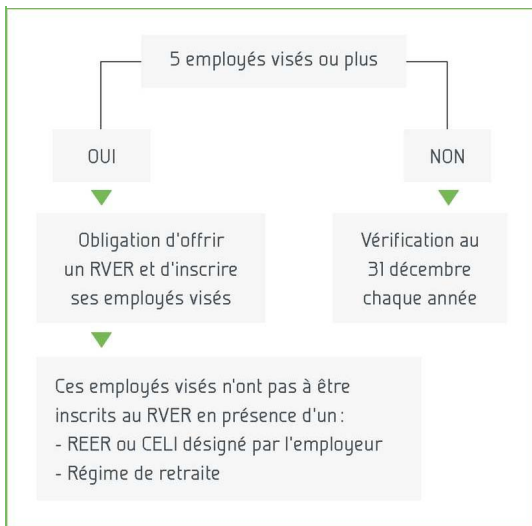 5 employés visés ou plus
OUI
NON
Obligation d'offrir
un RVER et d'inscrire
ses employés visés
Vérification au
31 décembre
chaque année
Ces employés visés n'ont pas à être
inscrits au RVER en présence d'un :
- REER ou CELI désigné par l'employeur
- Régime de retraite